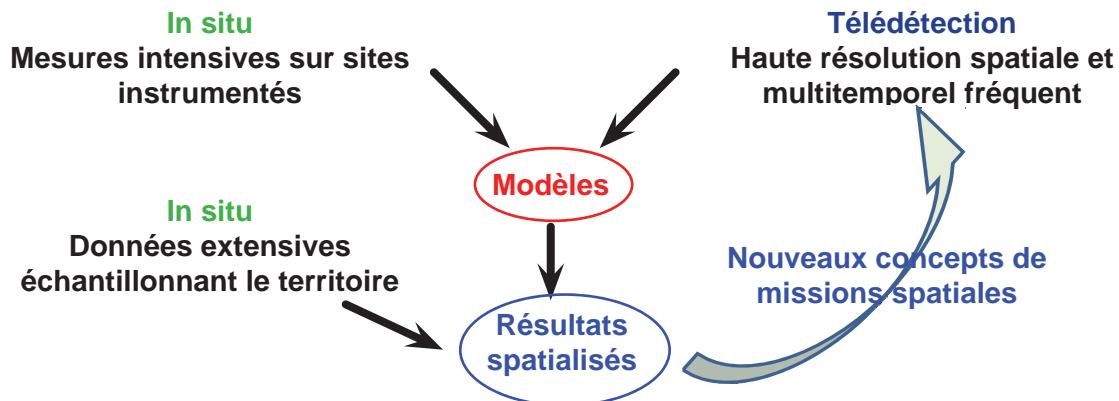 In situ
Mesures intensives sur sites
instrumentés
Télédétection
Haute résolution spatiale et
multitemporel fréquent
Modèles
In situ
Données extensives
échantillonnant le territoire
Nouveaux concepts de
missions spatiales
Résultats
spatialisés